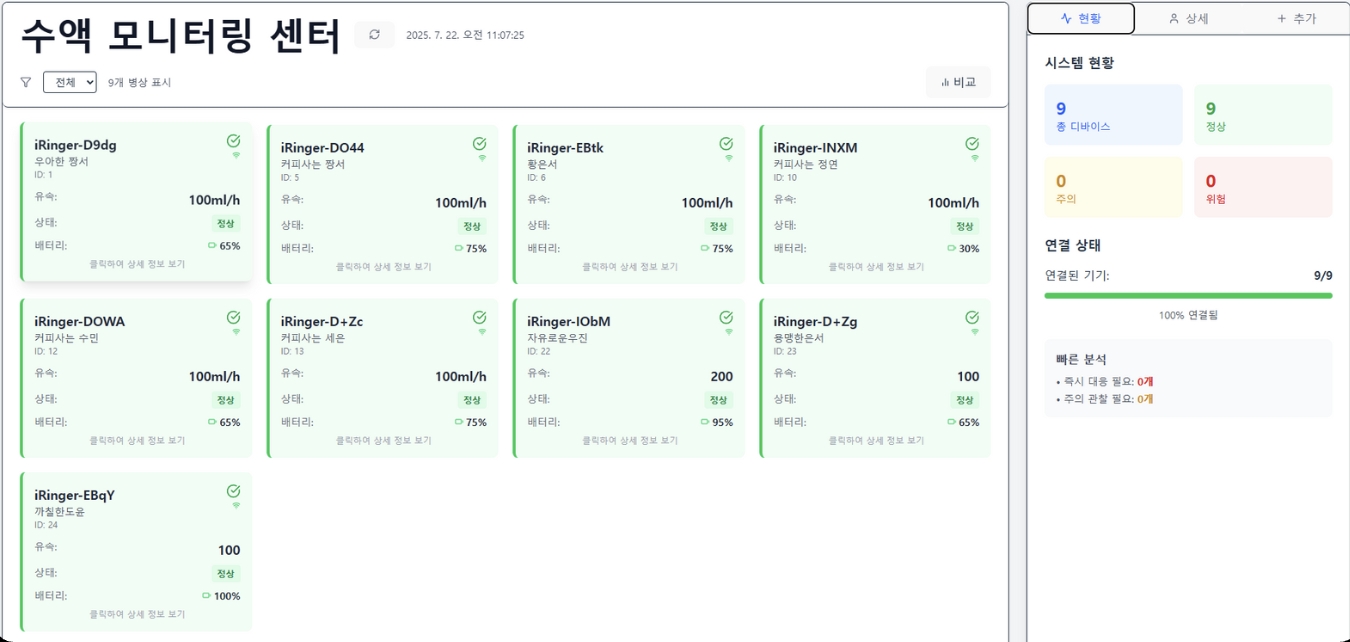 수액 모니터링 센터
2025. 7. 22. 오전 11:07:25
전체
9개 병상 표시
비교
iRinger-D9dg
우아한 짱서
ID: 1
유속:
100ml/h
상태:
정상
배터리:
65%
클릭하여 상세 정보 보기
iRinger-DO44
커피사는 짱서
ID: 5
유속:
100ml/h
상태:
정상
배터리:
75%
클릭하여 상세 정보 보기
iRinger-EBtk
황은서
ID: 6
유속:
100ml/h
상태:
정상
배터리:
75%
클릭하여 상세 정보 보기
iRinger-INXM
커피사는 정연
ID: 10
유속:
100ml/h
상태:
정상
배터리:
30%
클릭하여 상세 정보 보기
iRinger-DOWA
커피사는 수민
ID: 12
유속:
100ml/h
상태:
정상
배터리:
65%
클릭하여 상세 정보 보기
iRinger-D+Zc
커피사는 세은
ID: 13
유속:
100ml/h
상태:
정상
배터리:
75%
클릭하여 상세 정보 보기
iRinger-IObM
자유로운우진
ID: 22
유속:
200
상태:
정상
배터리:
95%
클릭하여 상세 정보 보기
iRinger-D+Zg
용맹한은서
ID: 23
유속:
100
상태:
정상
배터리:
65%
클릭하여 상세 정보 보기
iRinger-EBqY
까칠한도윤
ID: 24
유속:
100
상태:
정상
배터리:
100%
클릭하여 상세 정보 보기
현황
상세
추가
시스템 현황
9
총 디바이스
9
정상
0
주의
0
위험
연결 상태
연결된 기기:
9/9
100% 연결됨
빠른 분석
• 즉시 대응 필요: 0개
• 주의 관찰 필요: 0개